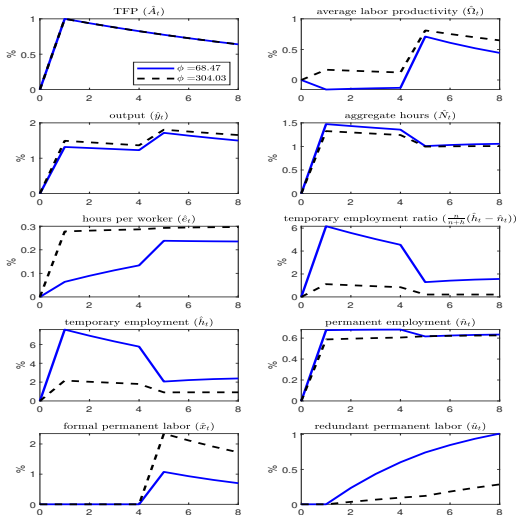 TFP (Â_t)
%
1
0.5
0
0 2 4 6 8
φ =68.47
φ =304.03
average labor productivity (Ω̂_t)
%
1
0.5
0
0 2 4 6 8
output (ŷ_t)
%
2
1
0
0 2 4 6 8
aggregate hours (N̂_t)
%
1.5
1
0.5
0
0 2 4 6 8
hours per worker (ê_t)
%
0.3
0.2
0.1
0
0 2 4 6 8
temporary employment ratio (n/(n+h)(ĥ_t − n̂_t))
%
6
4
2
0
0 2 4 6 8
temporary employment (ĥ_t)
%
6
4
2
0
0 2 4 6 8
permanent employment (n̂_t)
%
0.6
0.4
0.2
0
0 2 4 6 8
formal permanent labor (x̂_t)
%
2
1
0
0 2 4 6 8
redundant permanent labor (û_t)
%
1
0.5
0
0 2 4 6 8